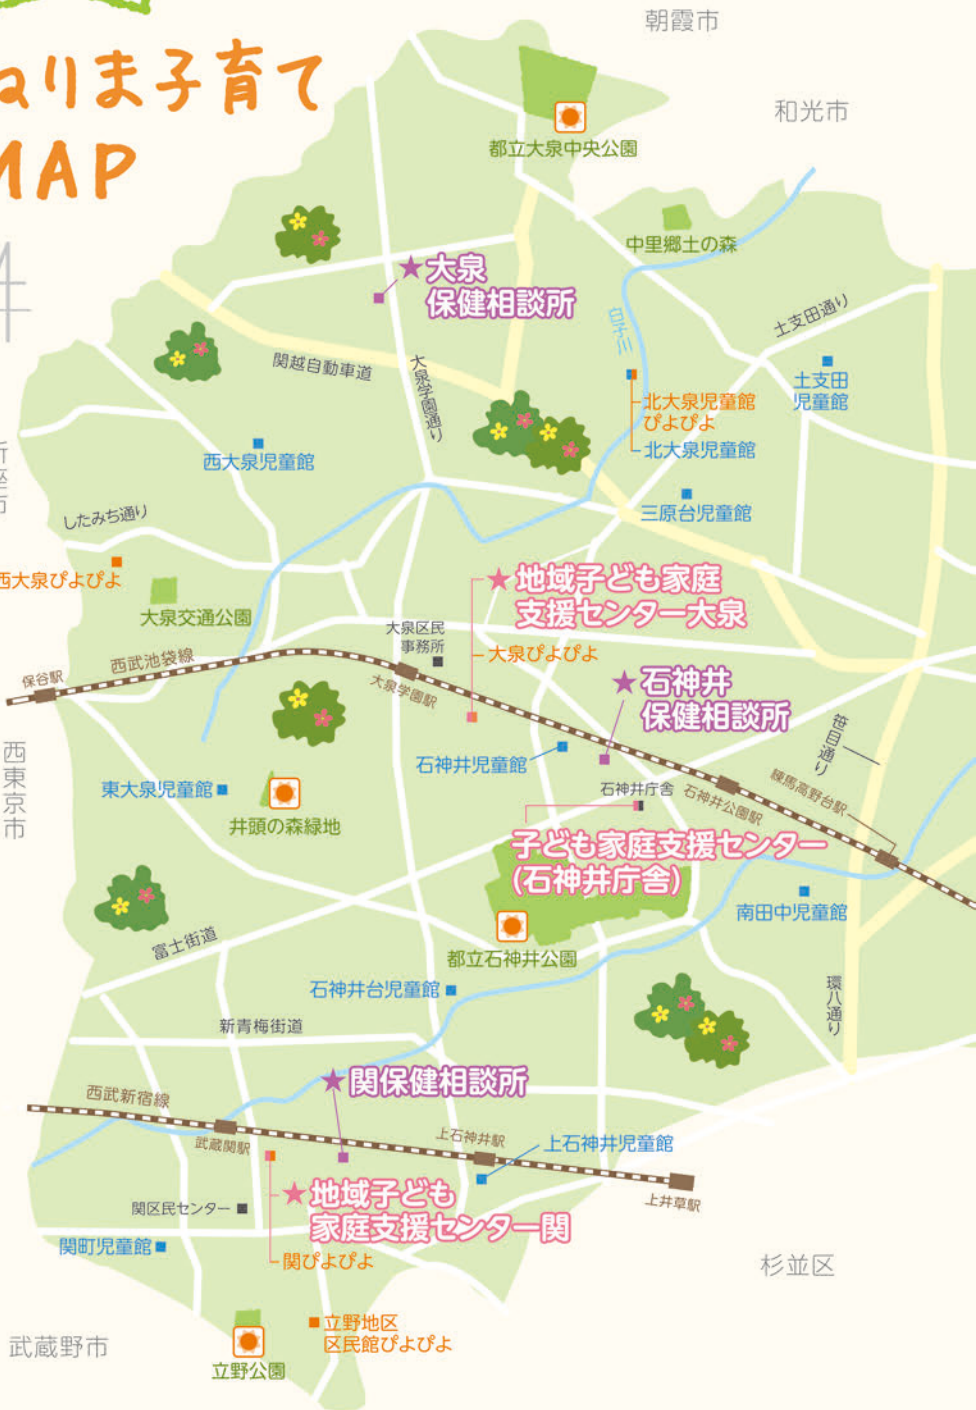 ねりま子育て
MAP
朝霞市
和光市
都立大泉中央公園
中里郷土の森
★大泉
保健相談所
白子川
土支田通り
関越自動車道
大泉学園通り
土支田
児童館
北大泉児童館
ぴよぴよ
北大泉児童館
西大泉児童館
新座市
三原台児童館
したみち通り
西大泉ぴよぴよ
大泉交通公園
★地域子ども家庭
支援センター大泉
大泉区民
事務所
大泉ぴよぴよ
保谷駅
西武池袋線
大泉学園駅
★石神井
保健相談所
笹目通り
西東京市
石神井児童館
東大泉児童館
石神井庁舎
石神井公園駅
練馬高野台駅
井頭の森緑地
子ども家庭支援センター
(石神井庁舎)
南田中児童館
富士街道
都立石神井公園
石神井台児童館
環八通り
新青梅街道
★関保健相談所
西武新宿線
武蔵関駅
上石神井駅
上石神井児童館
上井草駅
★地域子ども
家庭支援センター関
関区民センター
関町児童館
関ぴよぴよ
杉並区
立野地区
区民館ぴよぴよ
武蔵野市
立野公園